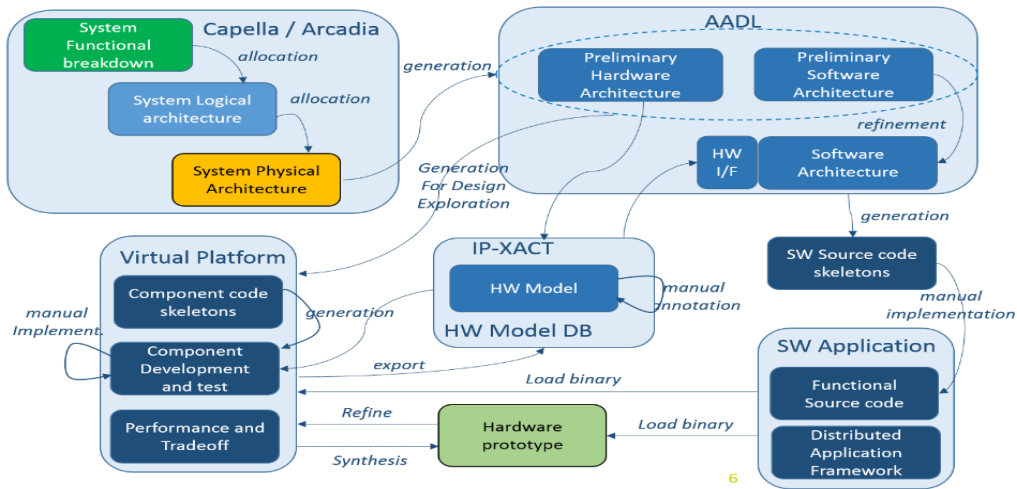 System
Functional
breakdown
Capella / Arcadia
allocation
System Logical
architecture
allocation
System Physical
Architecture
generation
AADL
Preliminary
Hardware
Architecture
Preliminary
Software
Architecture
refinement
HW
I/F
Software
Architecture
Generation
For Design
Exploration
generation
SW Source code
skeletons
manual
implementation
Virtual Platform
Component code
skeletons
generation
manual
Implement.
Component
Development
and test
Performance and
Tradeoff
IP-XACT
HW Model
manual
annotation
HW Model DB
export
Load binary
Refine
Synthesis
Hardware
prototype
Load binary
SW Application
Functional
Source code
Distributed
Application
Framework
6